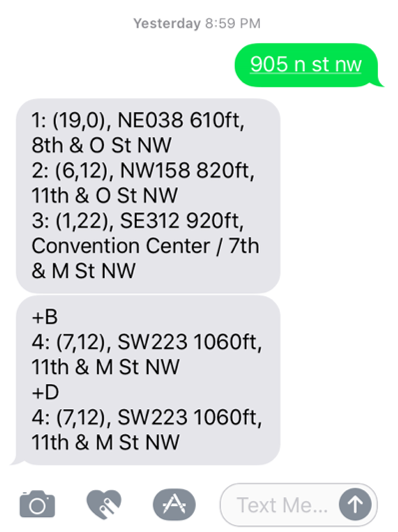 Yesterday 8:59 PM
905 n st nw
1: (19,0), NE038 610ft,
8th & O St NW
2: (6,12), NW158 820ft,
11th & O St NW
3: (1,22), SE312 920ft,
Convention Center / 7th
& M St NW
+B
4: (7,12), SW223 1060ft,
11th & M St NW
+D
4: (7,12), SW223 1060ft,
11th & M St NW
Text Me...